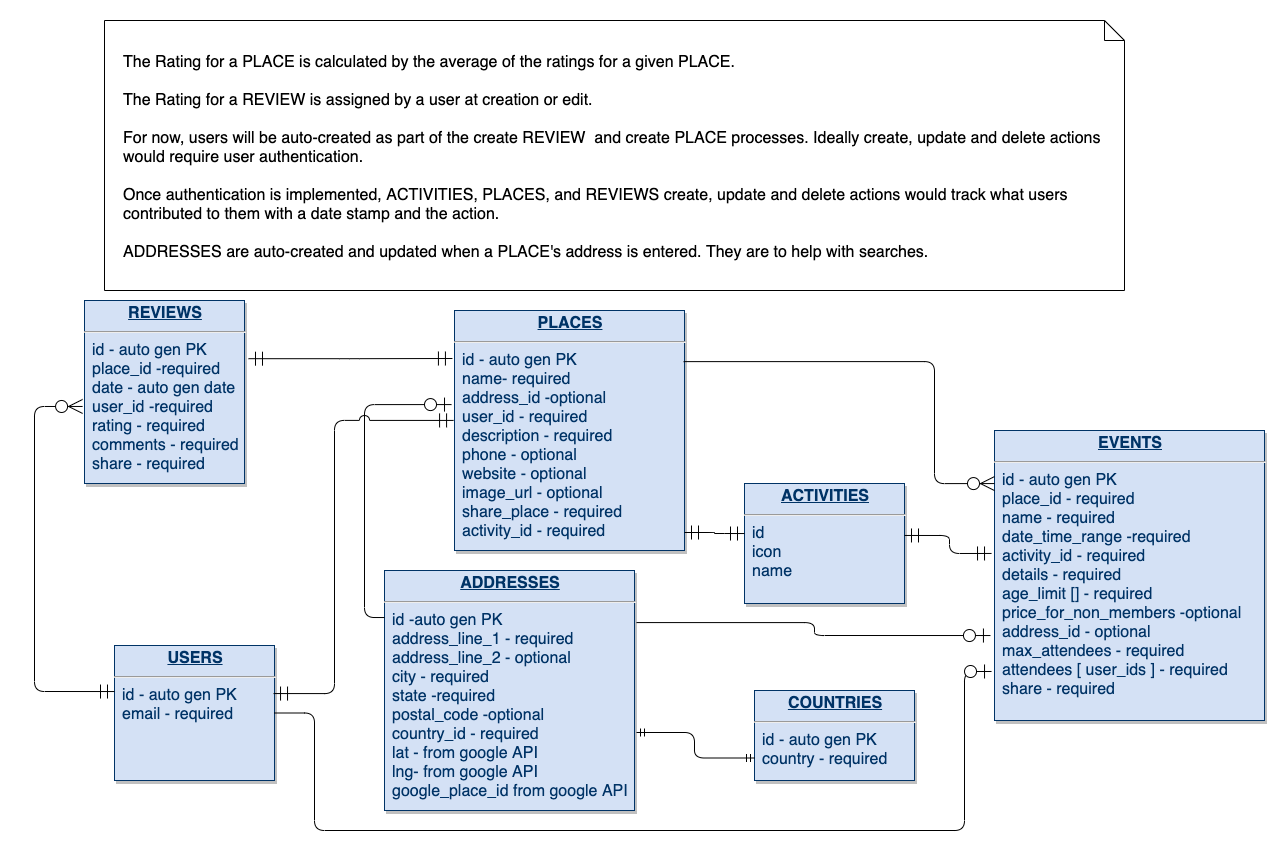 The Rating for a PLACE is calculated by the average of the ratings for a given PLACE.
The Rating for a REVIEW is assigned by a user at creation or edit.
For now, users will be auto-created as part of the create REVIEW  and create PLACE processes. Ideally create, update and delete actions
would require user authentication.
Once authentication is implemented, ACTIVITIES, PLACES, and REVIEWS create, update and delete actions would track what users
contributed to them with a date stamp and the action.
ADDRESSES are auto-created and updated when a PLACE's address is entered. They are to help with searches.
REVIEWS
id - auto gen PK
place_id -required
date - auto gen date
user_id -required
rating - required
comments - required
share - required
PLACES
id - auto gen PK
name- required
address_id -optional
user_id - required
description - required
phone - optional
website - optional
image_url - optional
share_place - required
activity_id - required
ACTIVITIES
id
icon
name
EVENTS
id - auto gen PK
place_id - required
name - required
date_time_range -required
activity_id - required
details - required
age_limit [] - required
price_for_non_members -optional
address_id - optional
max_attendees - required
attendees [ user_ids ] - required
share - required
ADDRESSES
id -auto gen PK
address_line_1 - required
address_line_2 - optional
city - required
state -required
postal_code -optional
country_id - required
lat - from google API
lng- from google API
google_place_id from google API
USERS
id - auto gen PK
email - required
COUNTRIES
id - auto gen PK
country - required